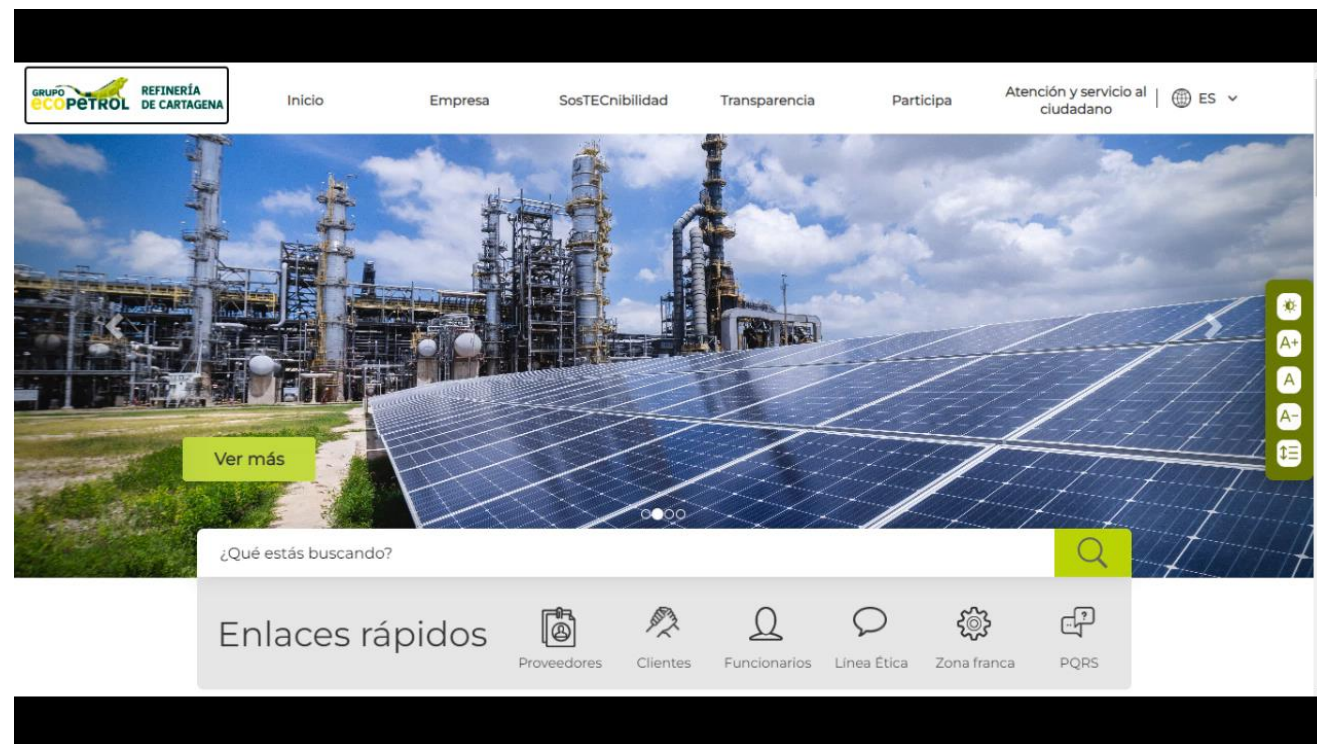 GRUPO
ecopetrol
REFINERÍA
DE CARTAGENA
Inicio
Empresa
SosTECnibilidad
Transparencia
Participa
Atención y servicio al
ciudadano
ES
A+
A
A-
Ver más
¿Qué estás buscando?
Enlaces rápidos
Proveedores
Clientes
Funcionarios
Línea Ética
Zona franca
PQRS